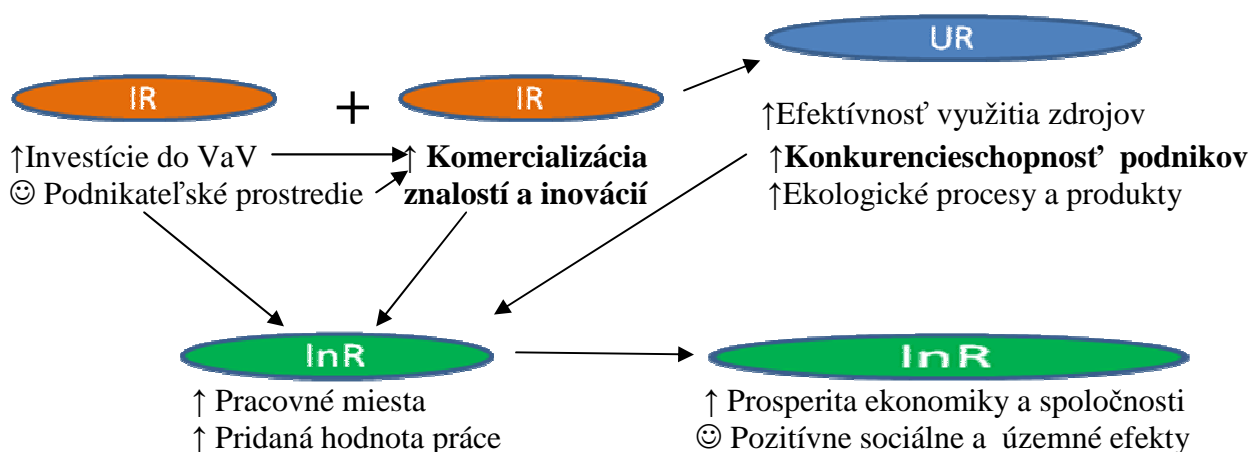 UR
IR + IR
↑Efektívnosť využitia zdrojov
↑Investície do VaV ↑ Komercializácia ↑Konkurencieschopnosť podnikov
☺ Podnikateľské prostredie znalostí a inovácií ↑Ekologické procesy a produkty
InR InR
↑ Pracovné miesta ↑ Prosperita ekonomiky a spoločnosti
↑ Pridaná hodnota práce ☺ Pozitívne sociálne a územné efekty